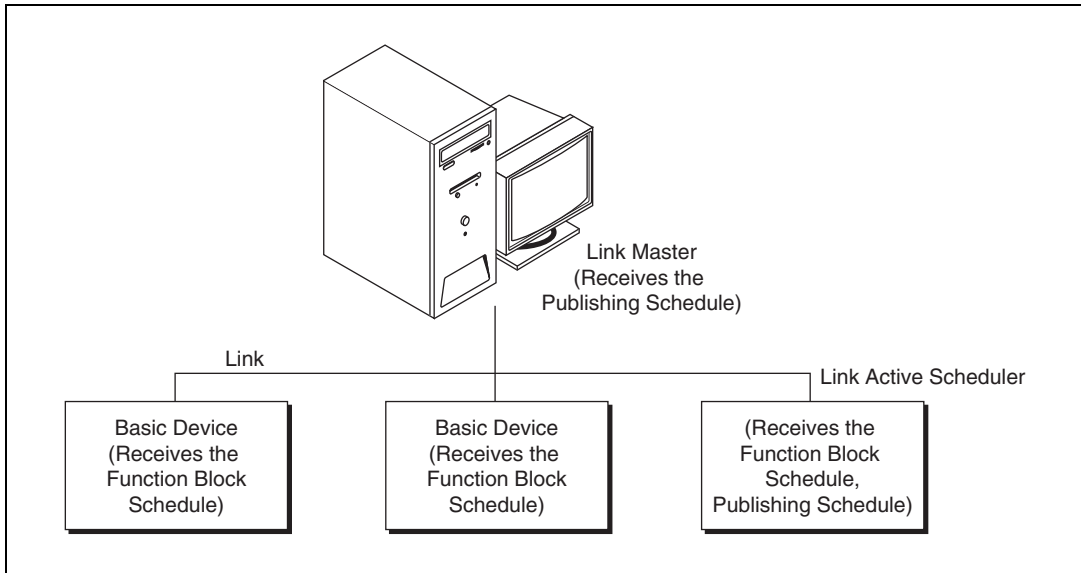 Link Master
(Receives the
Publishing Schedule)
Link
Link Active Scheduler
Basic Device
(Receives the
Function Block
Schedule)
Basic Device
(Receives the
Function Block
Schedule)
(Receives the
Function Block
Schedule,
Publishing Schedule)